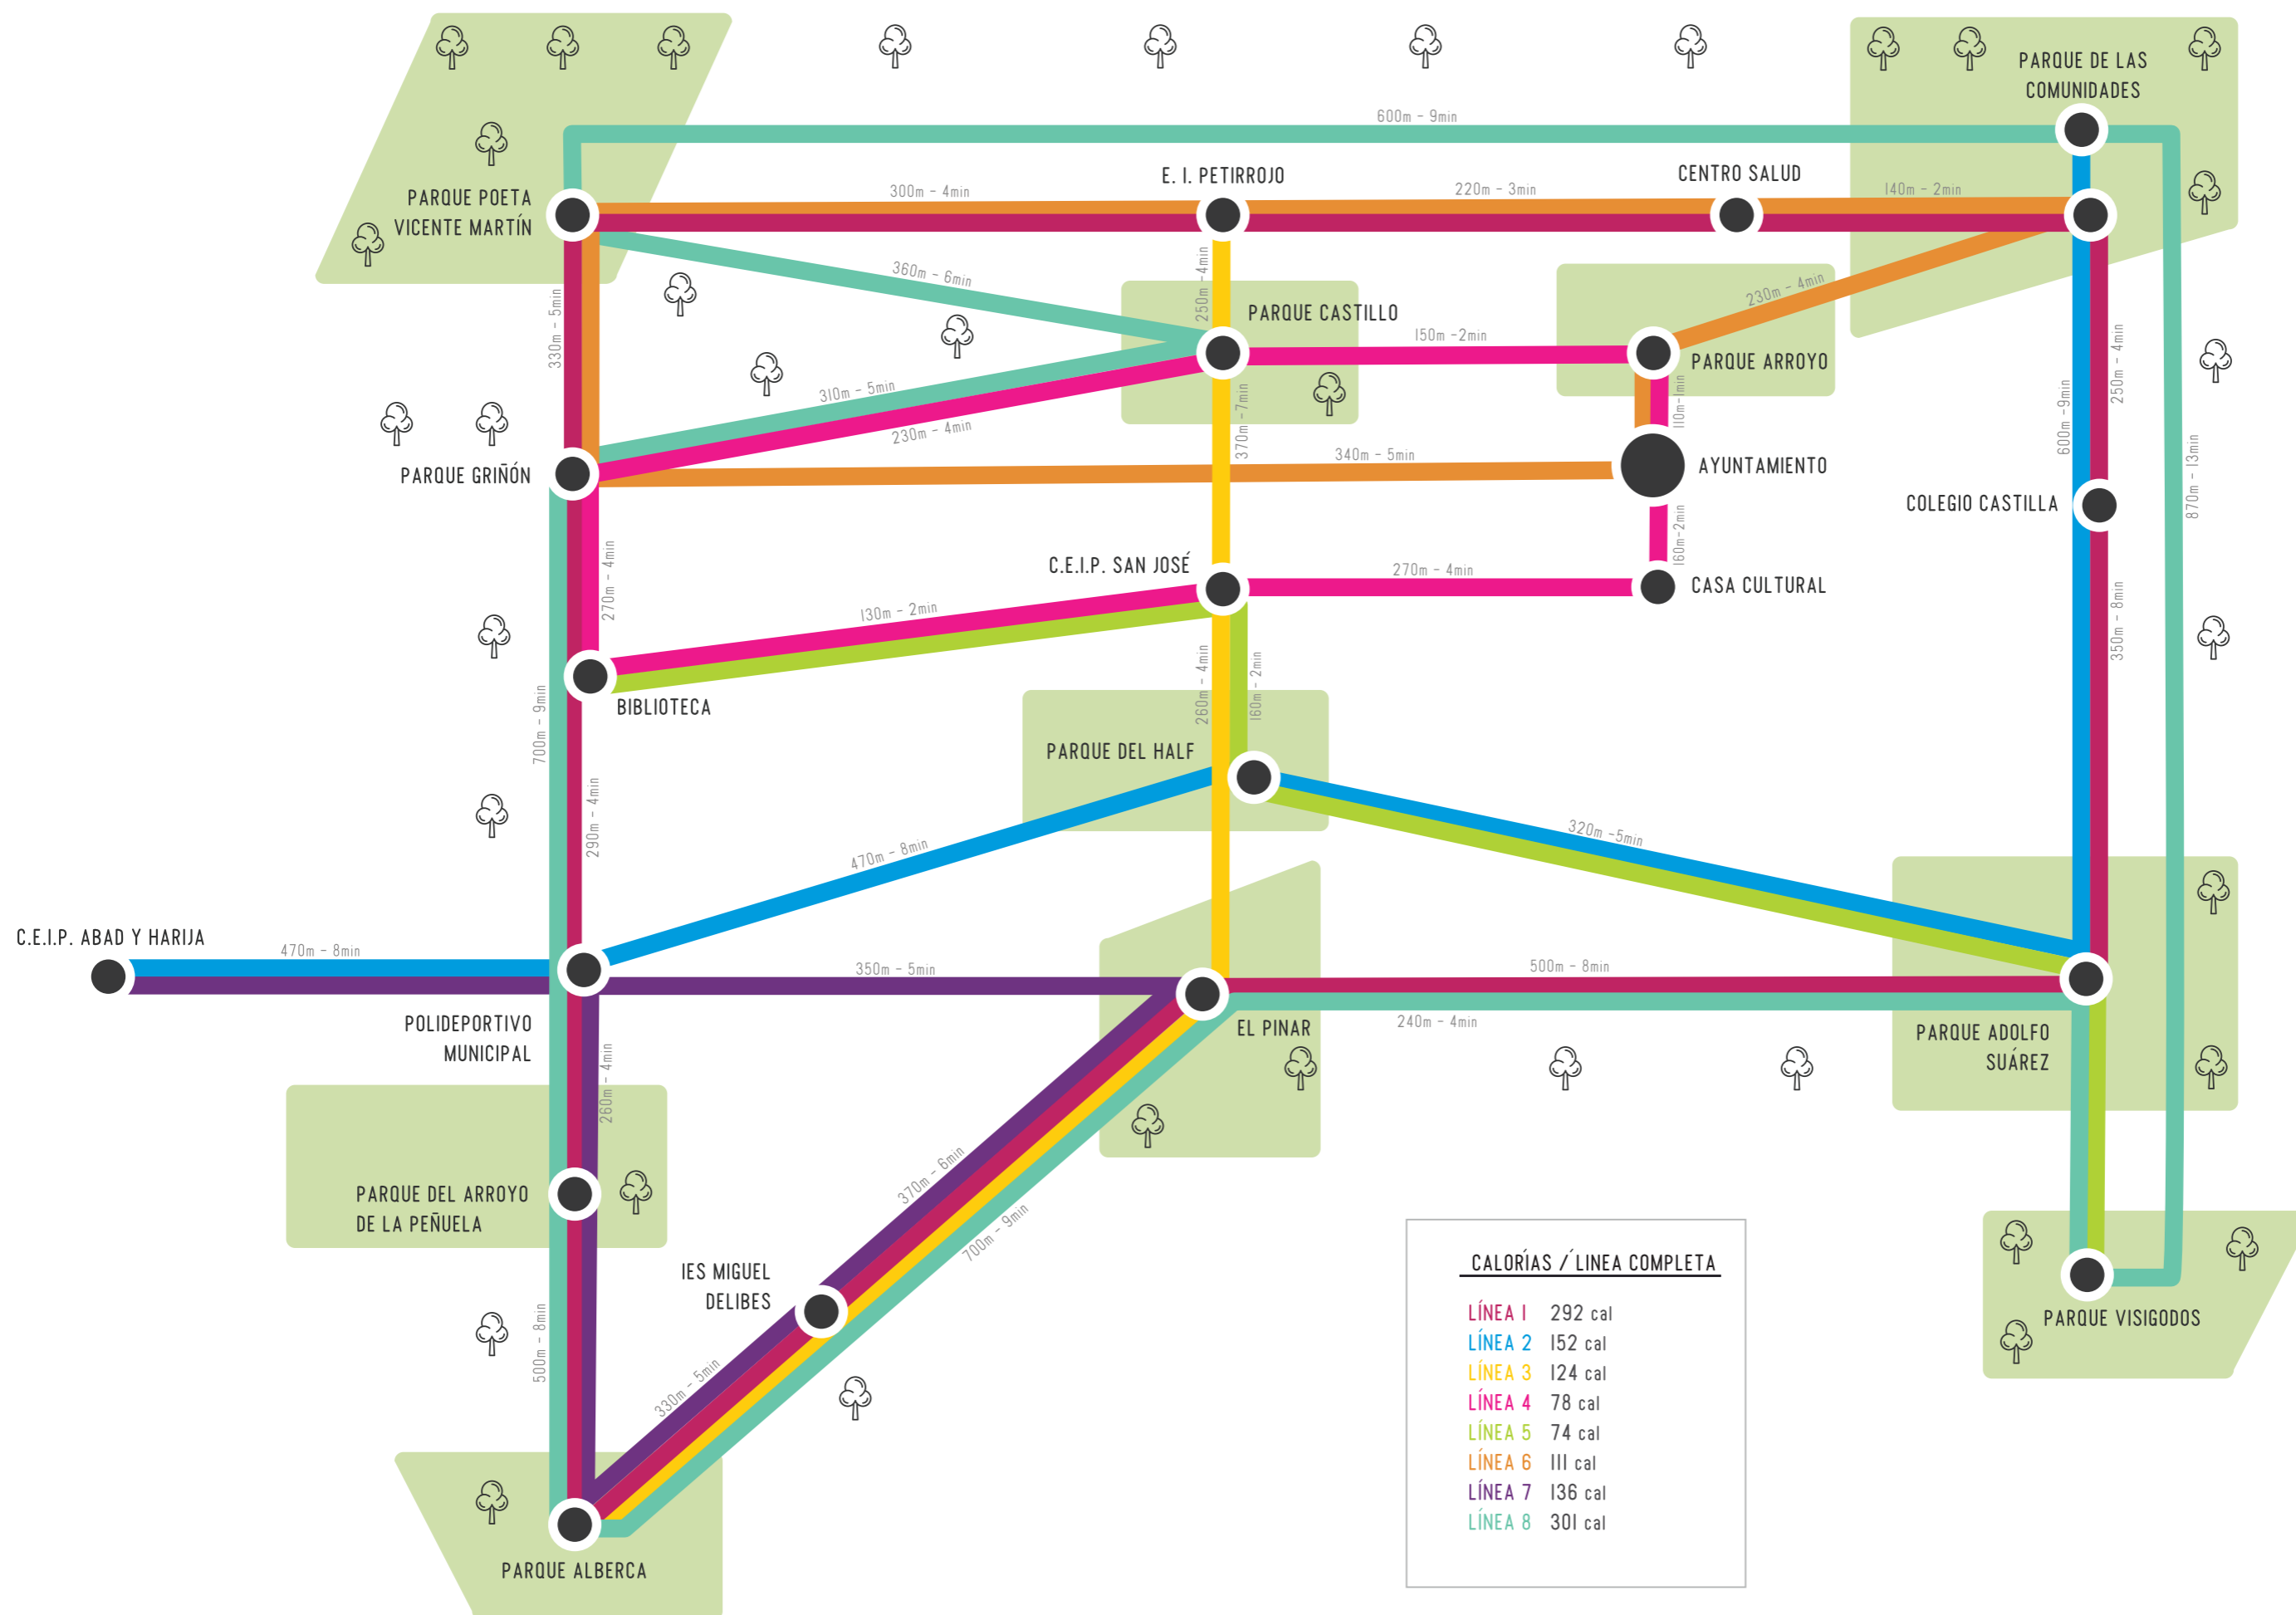 PARQUE DE LAS
COMUNIDADES
600m - 9min
E. I. PETIRROJO
CENTRO SALUD
300m - 4min
220m - 3min
140m - 2min
PARQUE POETA
VICENTE MARTÍN
360m - 6min
250m - 4min
230m - 4min
PARQUE CASTILLO
330m - 5min
150m -2min
PARQUE ARROYO
250m - 4min
310m - 5min
370m -7min
110m-1min
600m -9min
230m - 4min
340m - 5min
870m - 13min
PARQUE GRIÑÓN
AYUNTAMIENTO
COLEGIO CASTILLA
160m-2min
C.E.I.P. SAN JOSÉ
270m - 4min
270m - 4min
CASA CULTURAL
130m - 2min
350m - 8min
260m - 4min
160m - 2min
BIBLIOTECA
700m - 9min
PARQUE DEL HALF
290m - 4min
320m -5min
470m - 8min
C.E.I.P. ABAD Y HARIJA
470m - 8min
350m - 5min
500m - 8min
POLIDEPORTIVO
MUNICIPAL
EL PINAR
240m - 4min
PARQUE ADOLFO
SUÁREZ
260m - 4min
370m - 6min
PARQUE DEL ARROYO
DE LA PEÑUELA
700m - 9min
IES MIGUEL
DELIBES
PARQUE VISIGODOS
500m - 8min
330m - 5min
PARQUE ALBERCA
CALORÍAS / ĹINEA COMPLETA
LÍNEA 1 292 cal
LÍNEA 2 152 cal
LÍNEA 3 124 cal
LÍNEA 4 78 cal
LÍNEA 5 74 cal
LÍNEA 6 111 cal
LÍNEA 7 136 cal
LÍNEA 8 301 cal